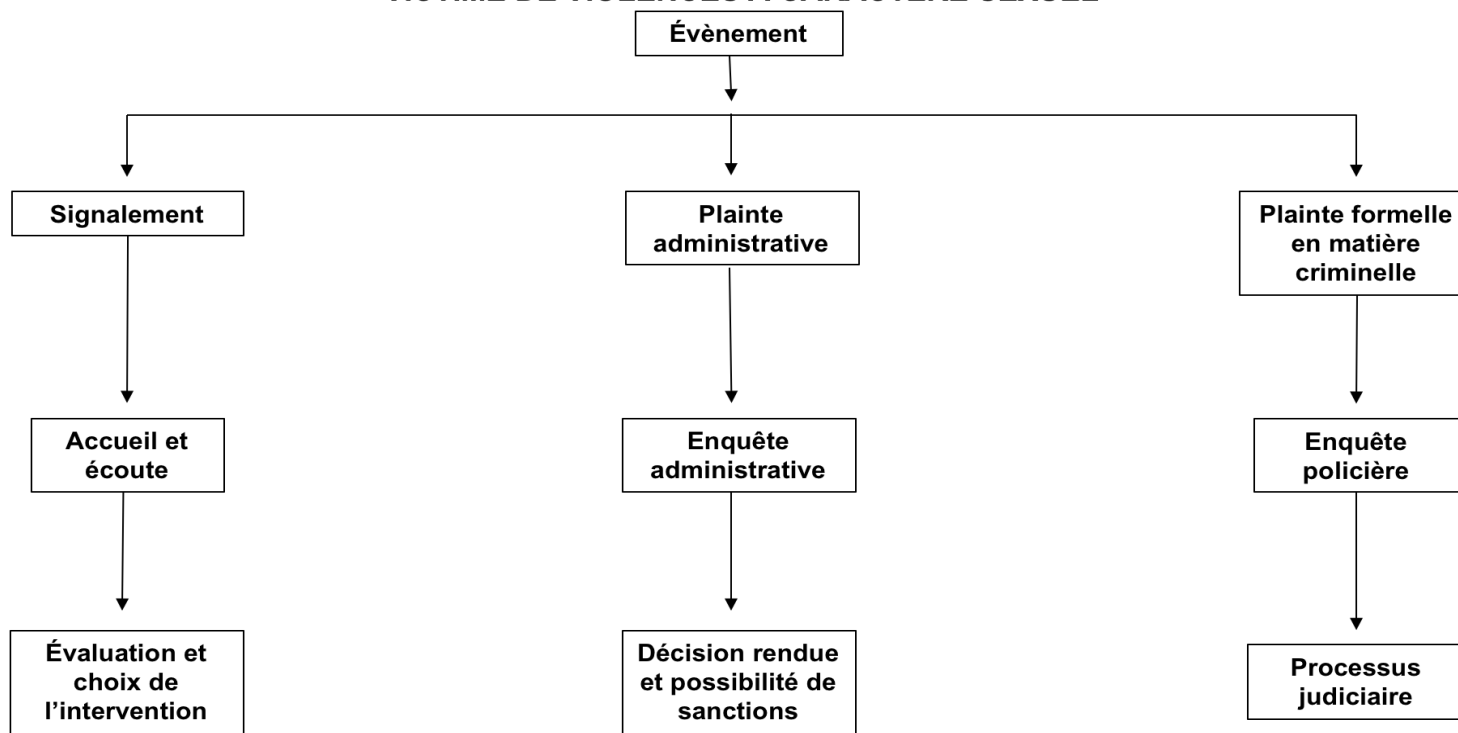 Évènement
Signalement
Plainte
administrative
Plainte formelle
en matière
criminelle
Accueil et
écoute
Enquête
administrative
Enquête
policière
Évaluation et
choix de
l’intervention
Décision rendue
et possibilité de
sanctions
Processus
judiciaire